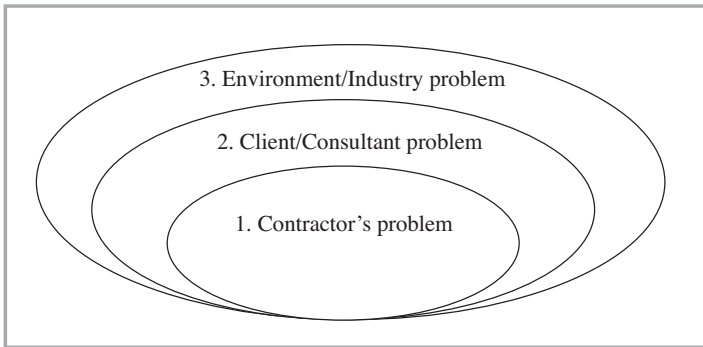 3. Environment/Industry problem
2. Client/Consultant problem
1. Contractor’s problem